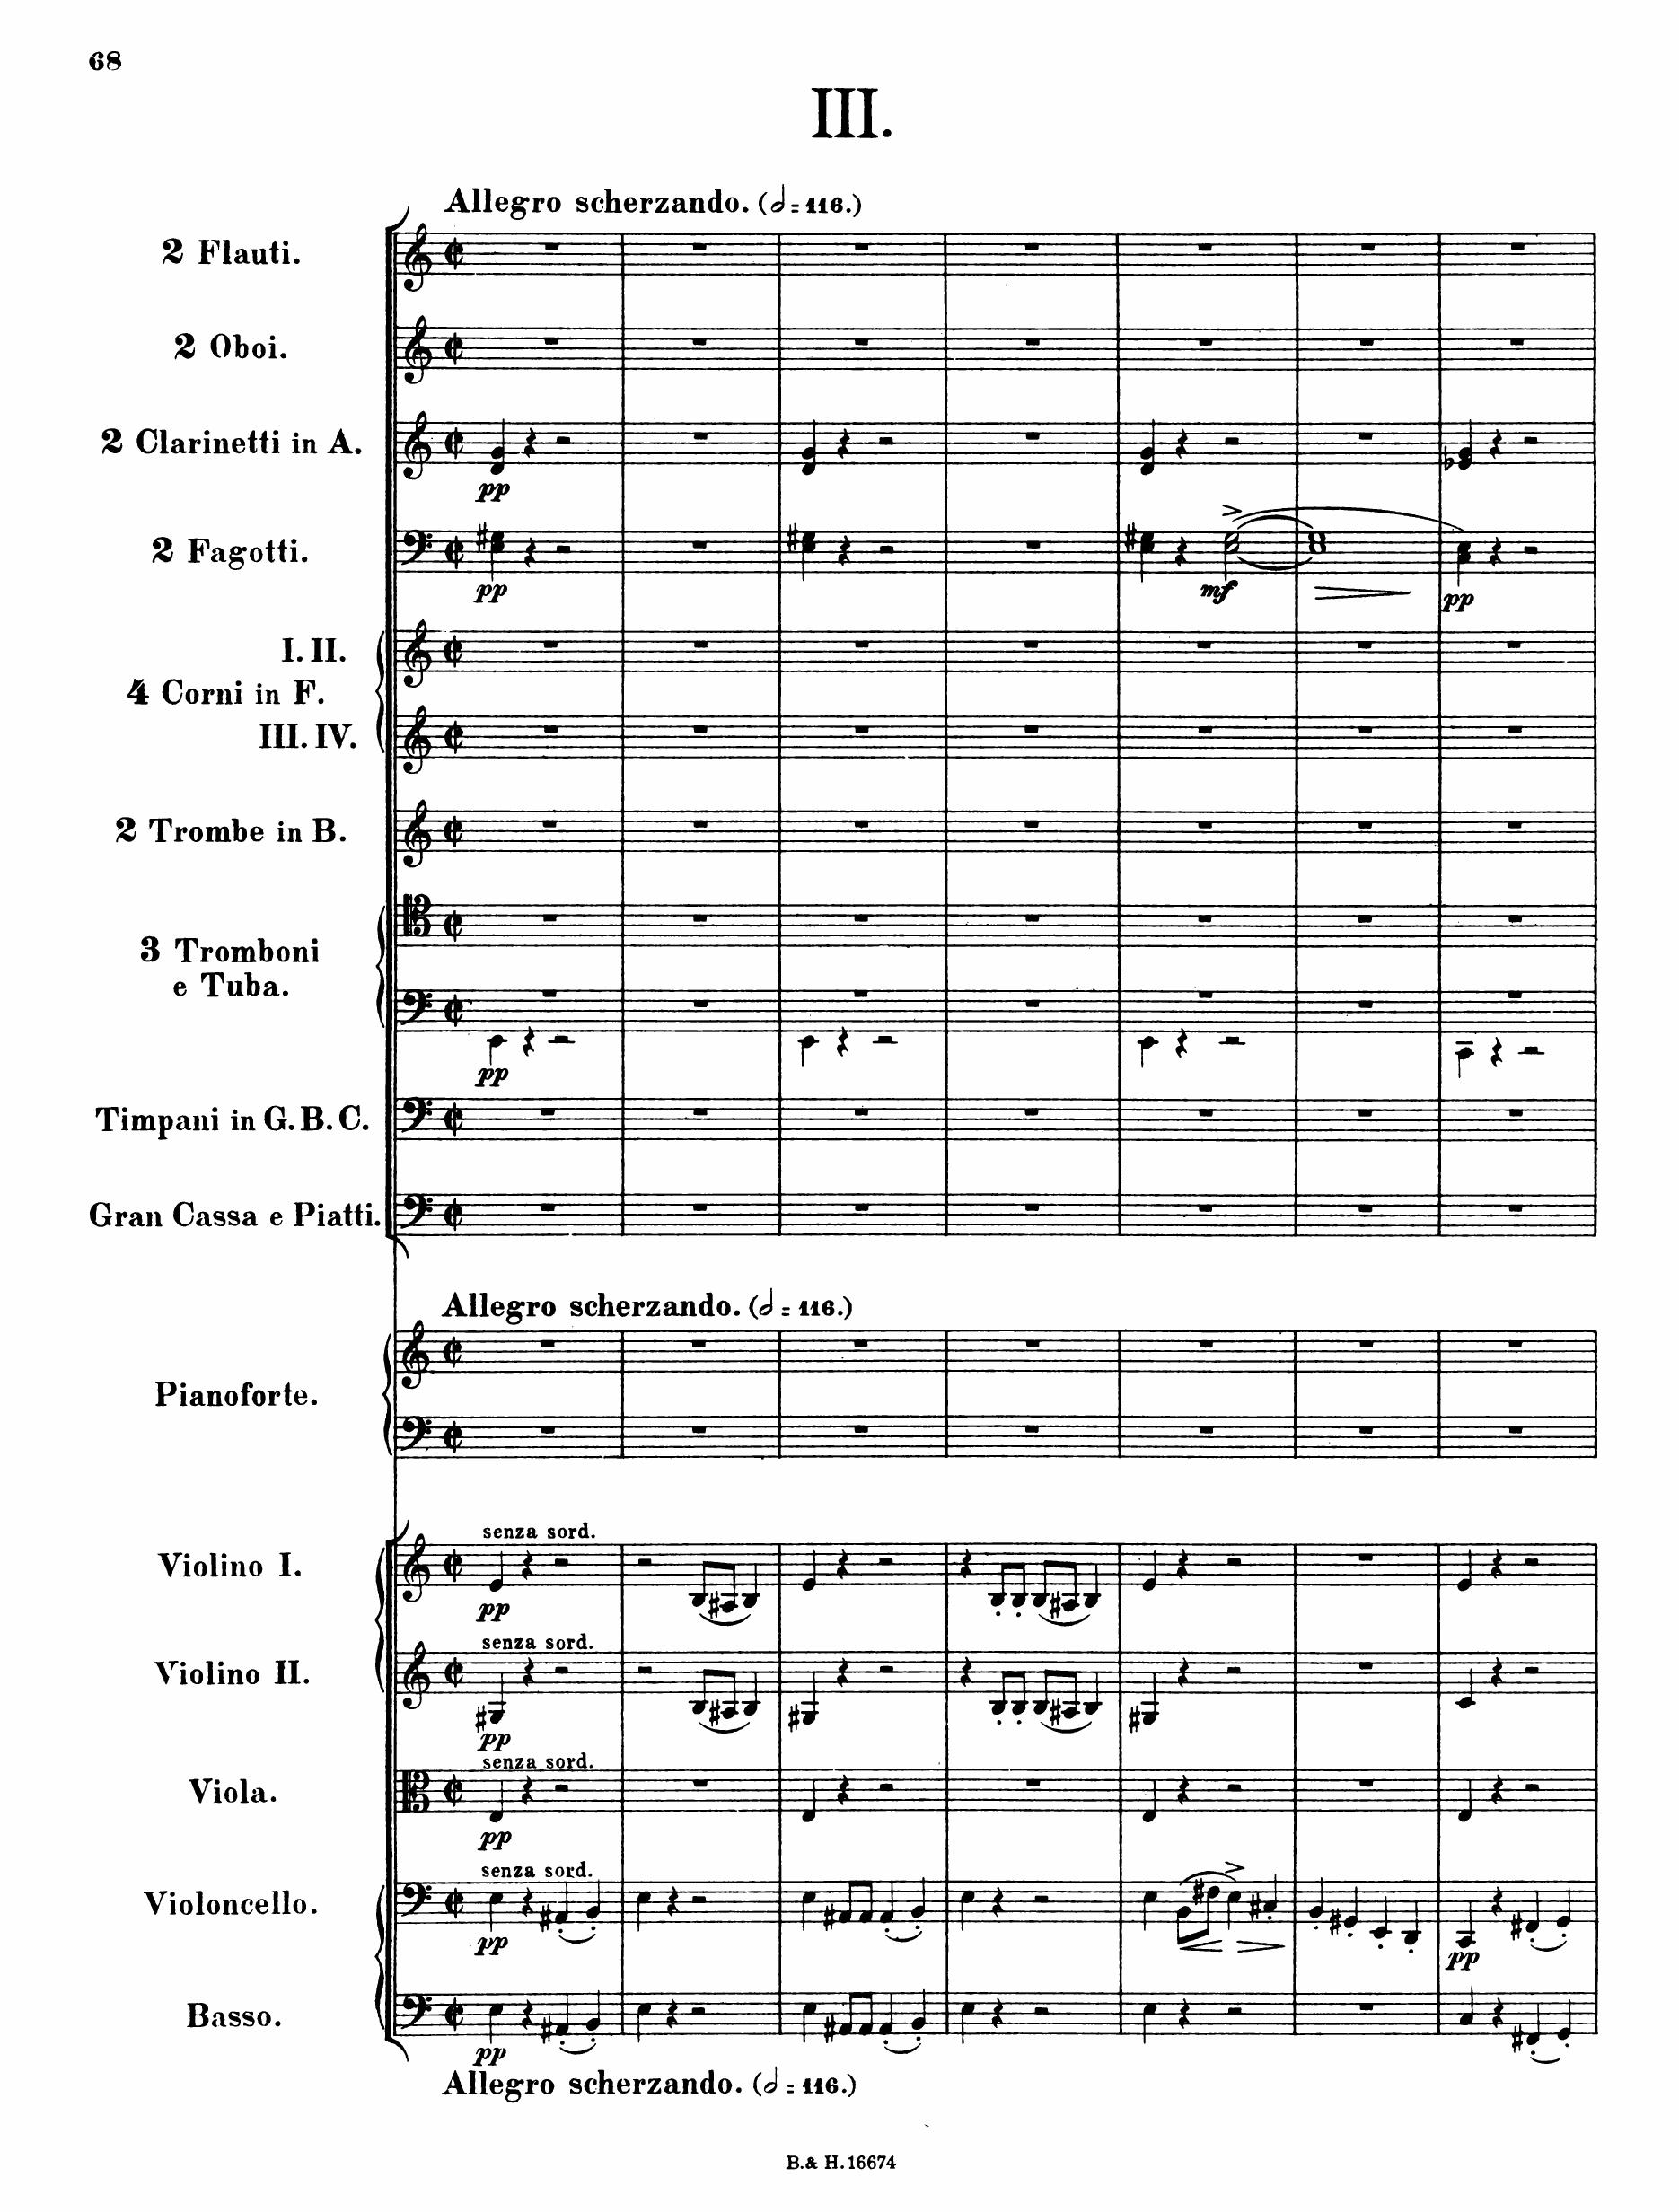 68
III.
Allegro scherzando. (𝅗𝅥 = 116.)
2 Flauti.
2 Oboi.
2 Clarinetti in A.
pp
2 Fagotti.
pp mf pp
I. II.
4 Corni in F.
III. IV.
2 Trombe in B.
3 Tromboni
e Tuba.
pp
Timpani in G. B. C.
Gran Cassa e Piatti.
Allegro scherzando. (𝅗𝅥 = 116.)
Pianoforte.
senza sord.
Violino I.
pp
senza sord.
Violino II.
pp
senza sord.
Viola.
pp
senza sord.
Violoncello.
pp pp
Basso.
pp
Allegro scherzando. (𝅗𝅥 = 116.)
B. & H. 16674